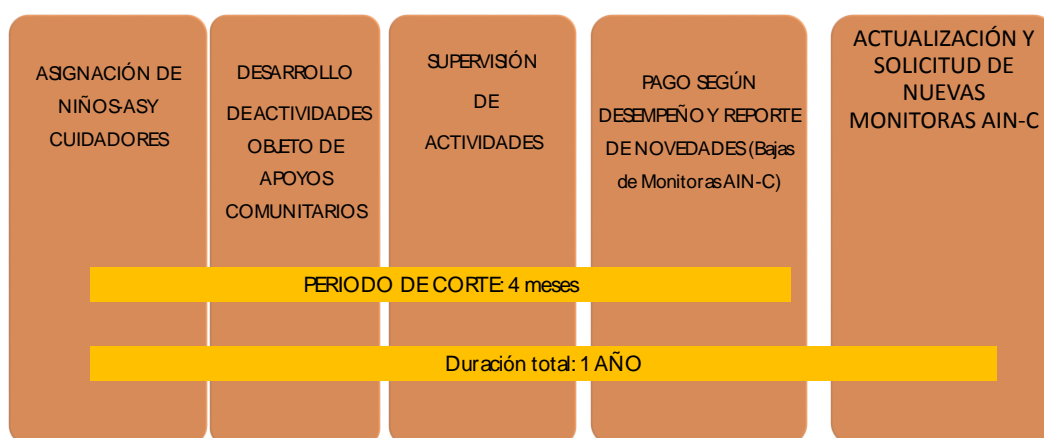 ASIGNACIÓN DE
NIÑOS-AS Y
CUIDADORES
DESARROLLO
DE ACTIVIDADES
OBJETO DE
APOYOS
COMUNITARIOS
SUPERVISIÓN
DE
ACTIVIDADES
PAGO SEGÚN
DESEMPEÑO Y REPORTE
DE NOVEDADES (Bajas
de Monitoras AIN-C)
ACTUALIZACIÓN Y
SOLICITUD DE
NUEVAS
MONITORAS AIN-C
PERIODO DE CORTE: 4 meses
Duración total: 1 AÑO